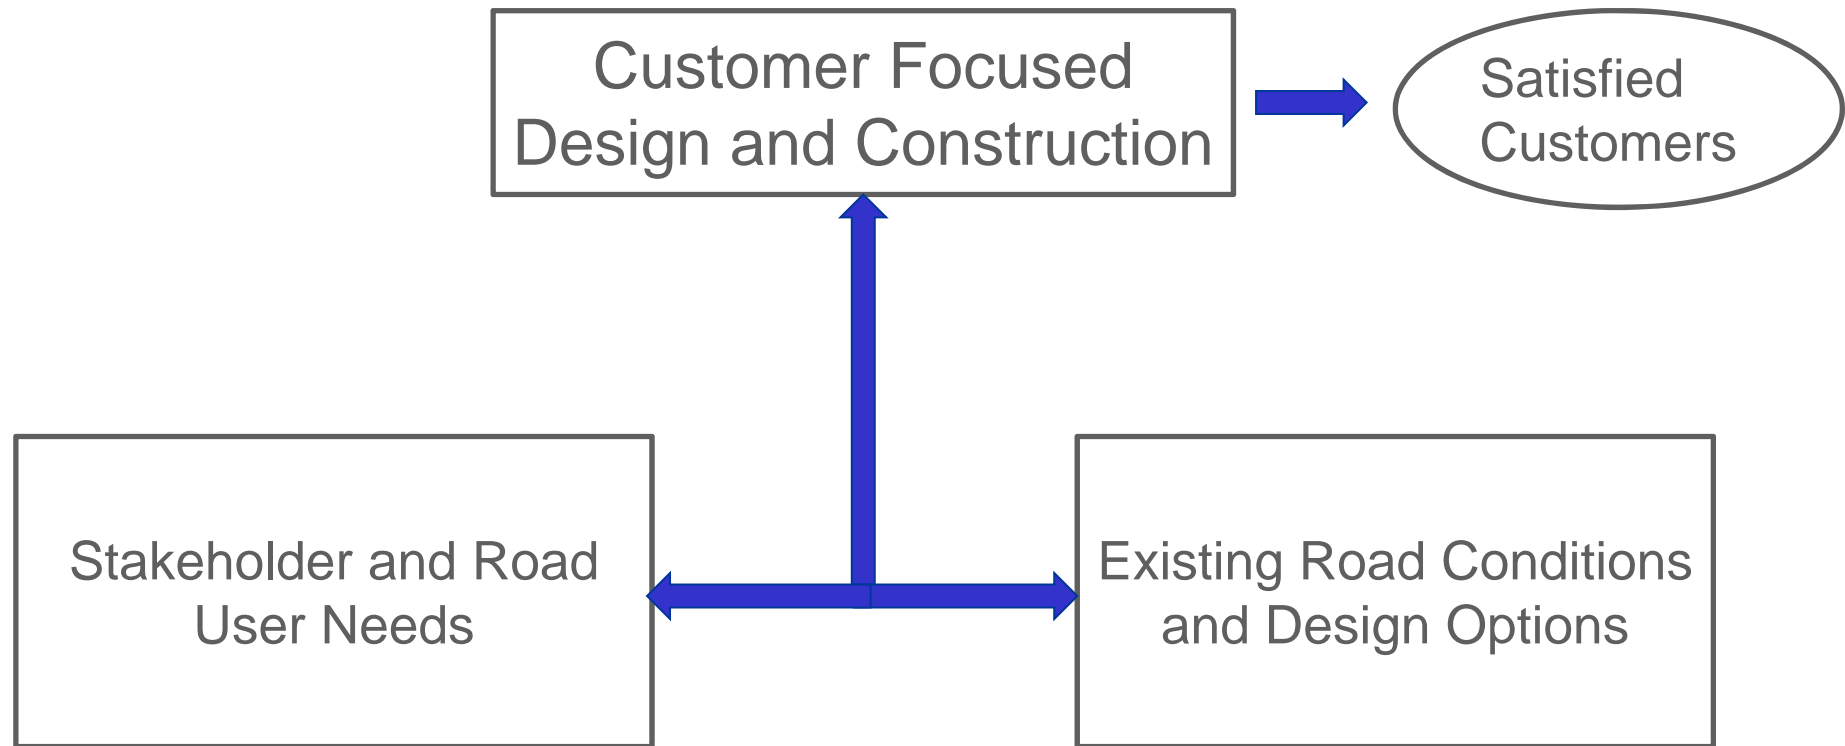 Customer Focused
Design and Construction
Satisfied
Customers
Stakeholder and Road
User Needs
Existing Road Conditions
and Design Options